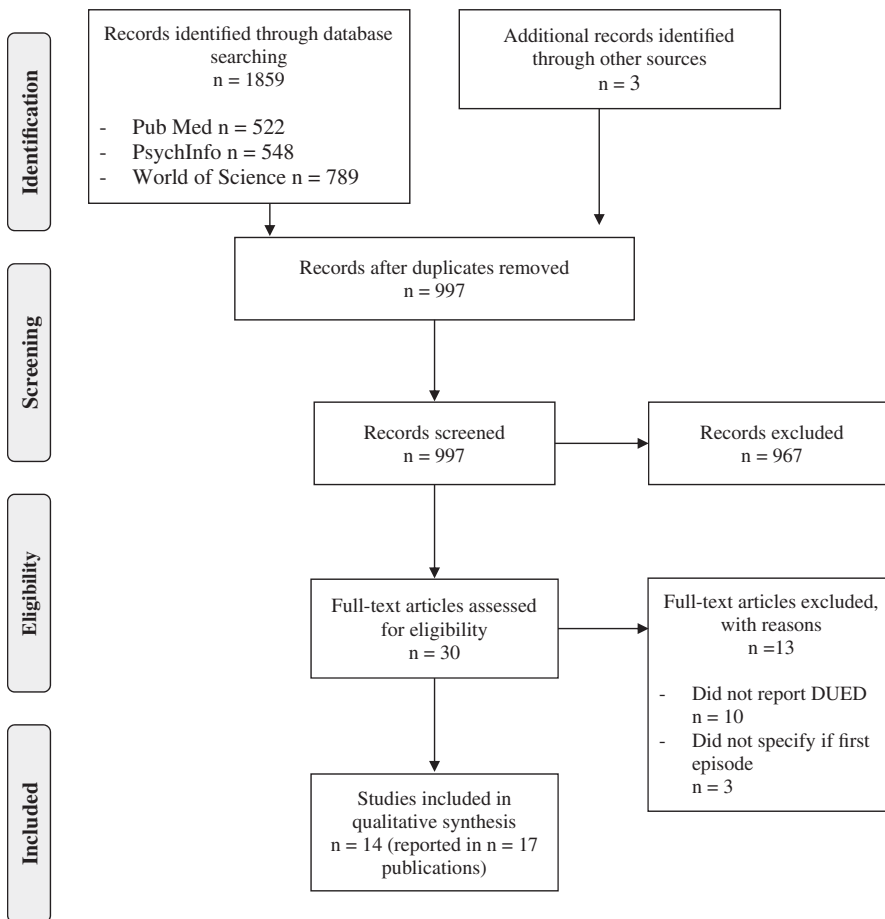 Identification
Records identified through database
searching
n = 1859
- Pub Med n = 522
- PsychInfo n = 548
- World of Science n = 789
Additional records identified
through other sources
n = 3
Screening
Records after duplicates removed
n = 997
Records screened
n = 997
Records excluded
n = 967
Eligibility
Full-text articles assessed
for eligibility
n = 30
Full-text articles excluded,
with reasons
n =13
- Did not report DUED
n = 10
- Did not specify if first
episode
n = 3
Included
Studies included in
qualitative synthesis
n = 14 (reported in n = 17
publications)